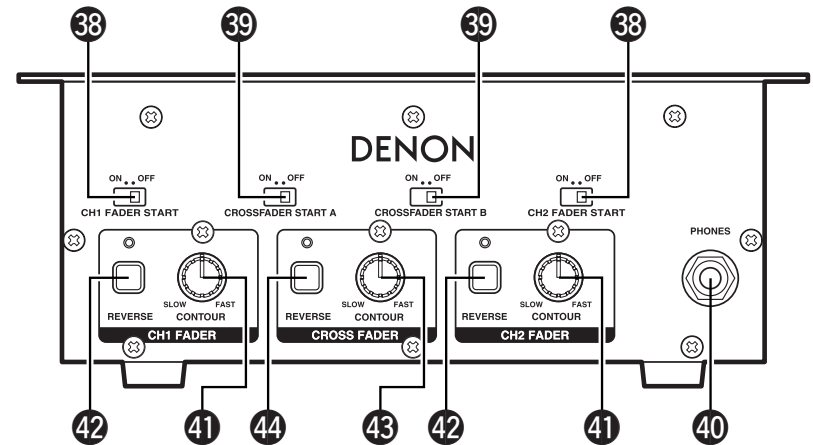 38 39 39 38
DENON
ON OFF ON OFF ON OFF ON OFF
CH1 FADER START CROSSFADER START A CROSSFADER START B CH2 FADER START
PHONES
SLOW FAST SLOW FAST SLOW FAST
REVERSE CONTOUR REVERSE CONTOUR REVERSE CONTOUR
CH1 FADER CROSS FADER CH2 FADER
42 41 44 43 42 41 40